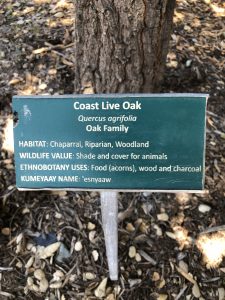 Coast Live Oak
Quercus agrifolia
Oak Family
HABITAT: Chaparral, Riparian, Woodland
WILDLIFE VALUE: Shade and cover for animals
ETHNOBOTANY USES: Food (acorns), wood and charcoal
KUMEYAAY NAME: 'esnyaaw